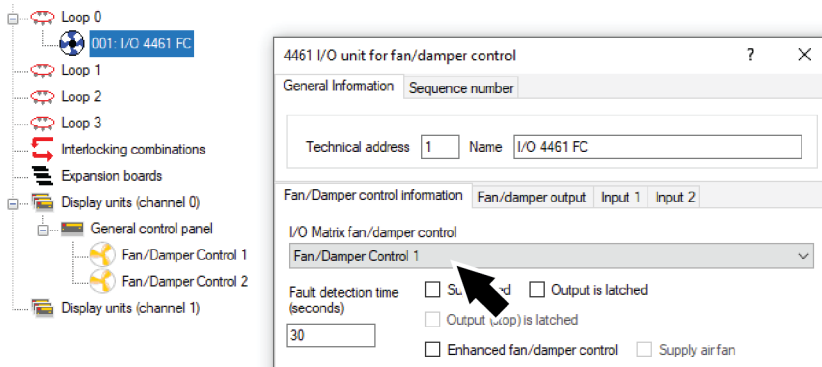 Loop 0
001: I/O 4461 FC
Loop 1
Loop 2
Loop 3
Interlocking combinations
Expansion boards
Display units (channel 0)
General control panel
Fan/Damper Control 1
Fan/Damper Control 2
Display units (channel 1)
4461 I/O unit for fan/damper control ?
General Information Sequence number
Technical address 1 Name I/O 4461 FC
Fan/Damper control information Fan/damper output Input 1 Input 2
I/O Matrix fan/damper control
Fan/Damper Control 1
Fault detection time
(seconds)
30
Output is latched
Output (stop) is latched
Enhanced fan/damper control Supply air fan